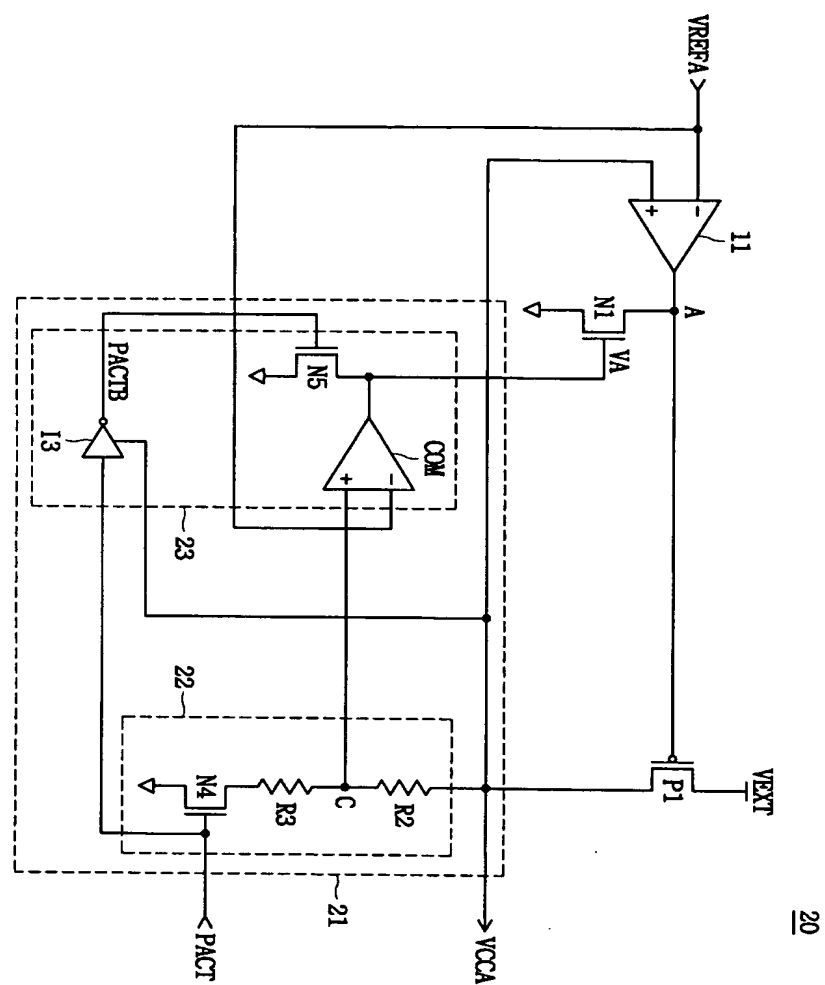 20
VEXT
P1
VREFA
-
+
11
A
N1
VA
VCCA
COM
-
+
N5
PACTB
I3
23
22
R2
C
R3
N4
21
PACT